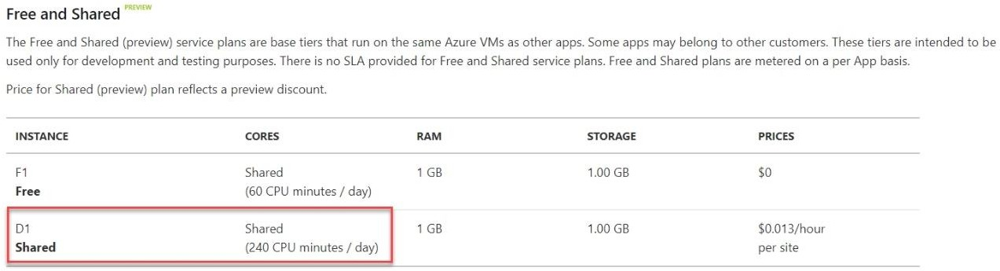 Free and Shared PREVIEW
The Free and Shared (preview) service plans are base tiers that run on the same Azure VMs as other apps. Some apps may belong to other customers. These tiers are intended to be
used only for development and testing purposes. There is no SLA provided for Free and Shared service plans. Free and Shared plans are metered on a per App basis.
Price for Shared (preview) plan reflects a preview discount.
INSTANCE CORES RAM STORAGE PRICES
F1 Shared 1 GB 1.00 GB $0
Free (60 CPU minutes / day)
D1 Shared 1 GB 1.00 GB $0.013/hour
Shared (240 CPU minutes / day) per site